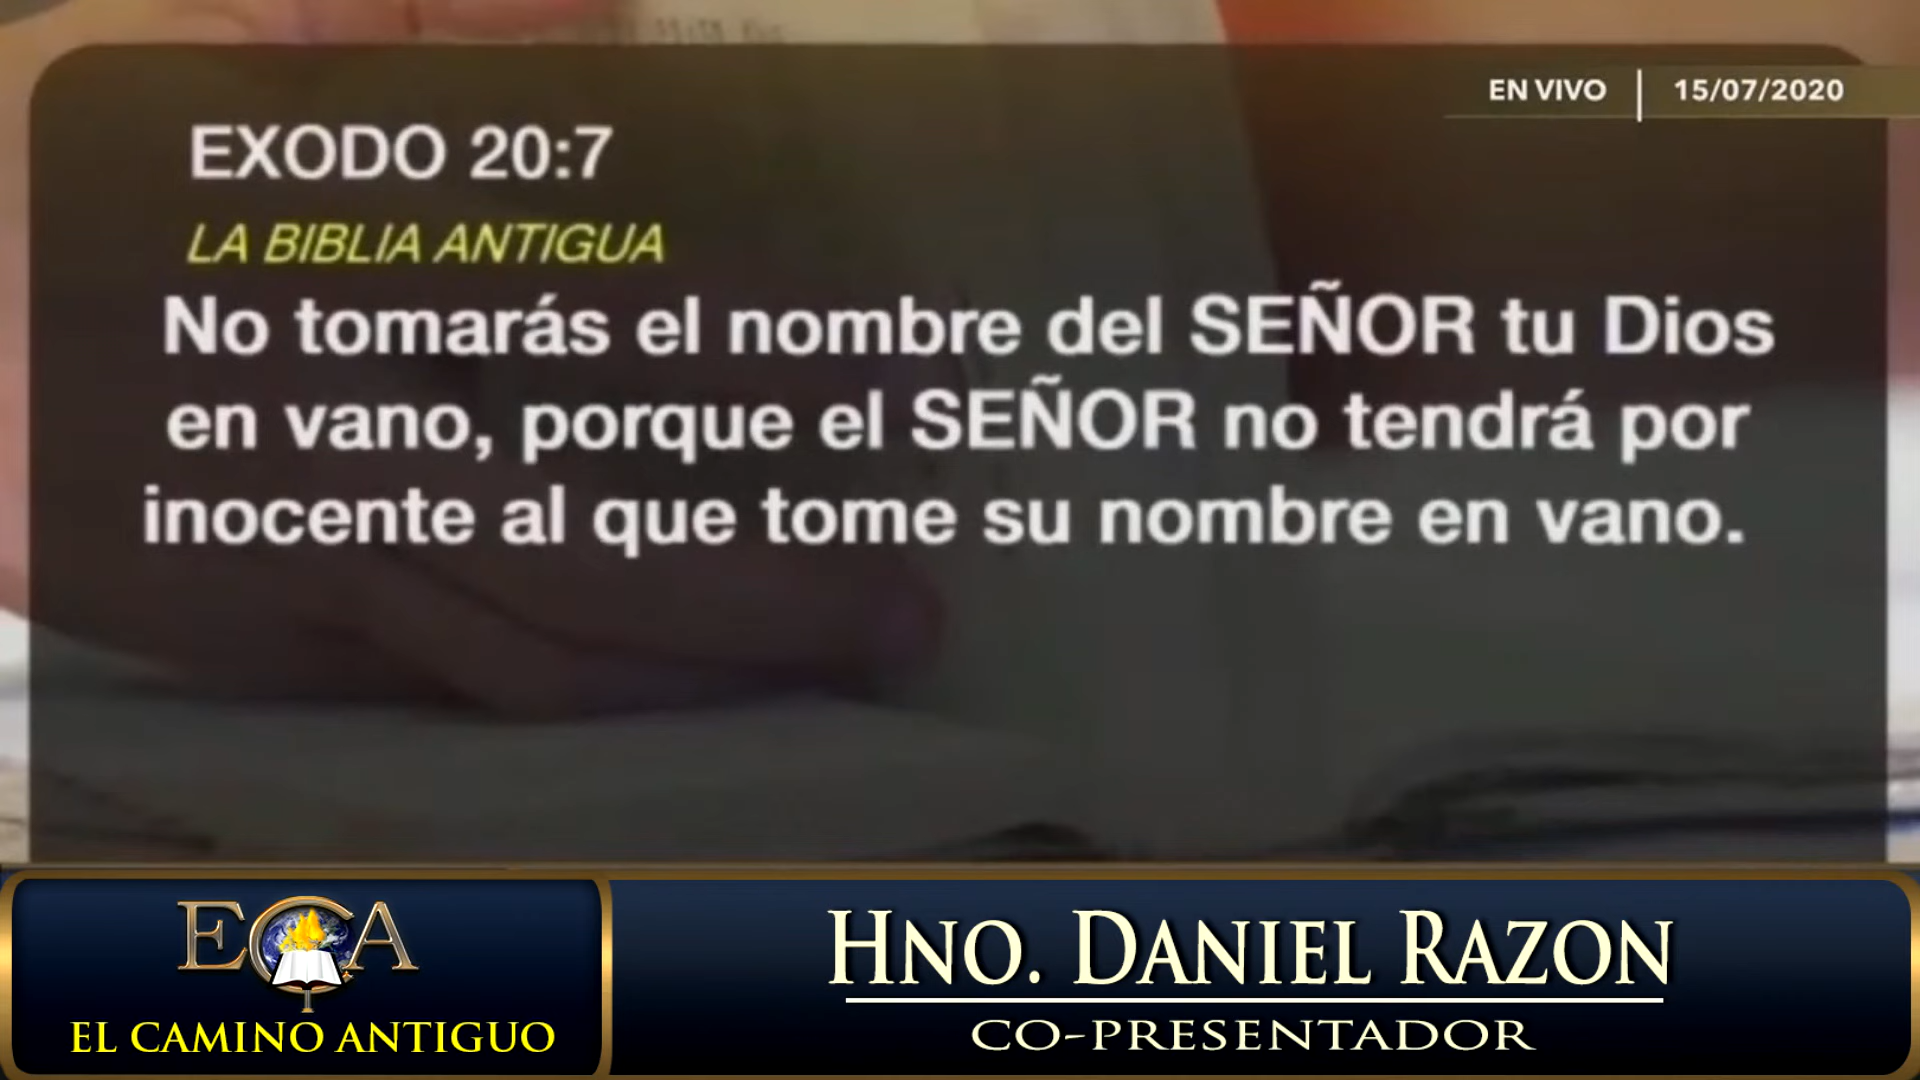 EN VIVO | 15/07/2020
EXODO 20:7
LA BIBLIA ANTIGUA
No tomarás el nombre del SEÑOR tu Dios
en vano, porque el SEÑOR no tendrá por
inocente al que tome su nombre en vano.
ECA
EL CAMINO ANTIGUO
HNO. DANIEL RAZON
CO-PRESENTADOR